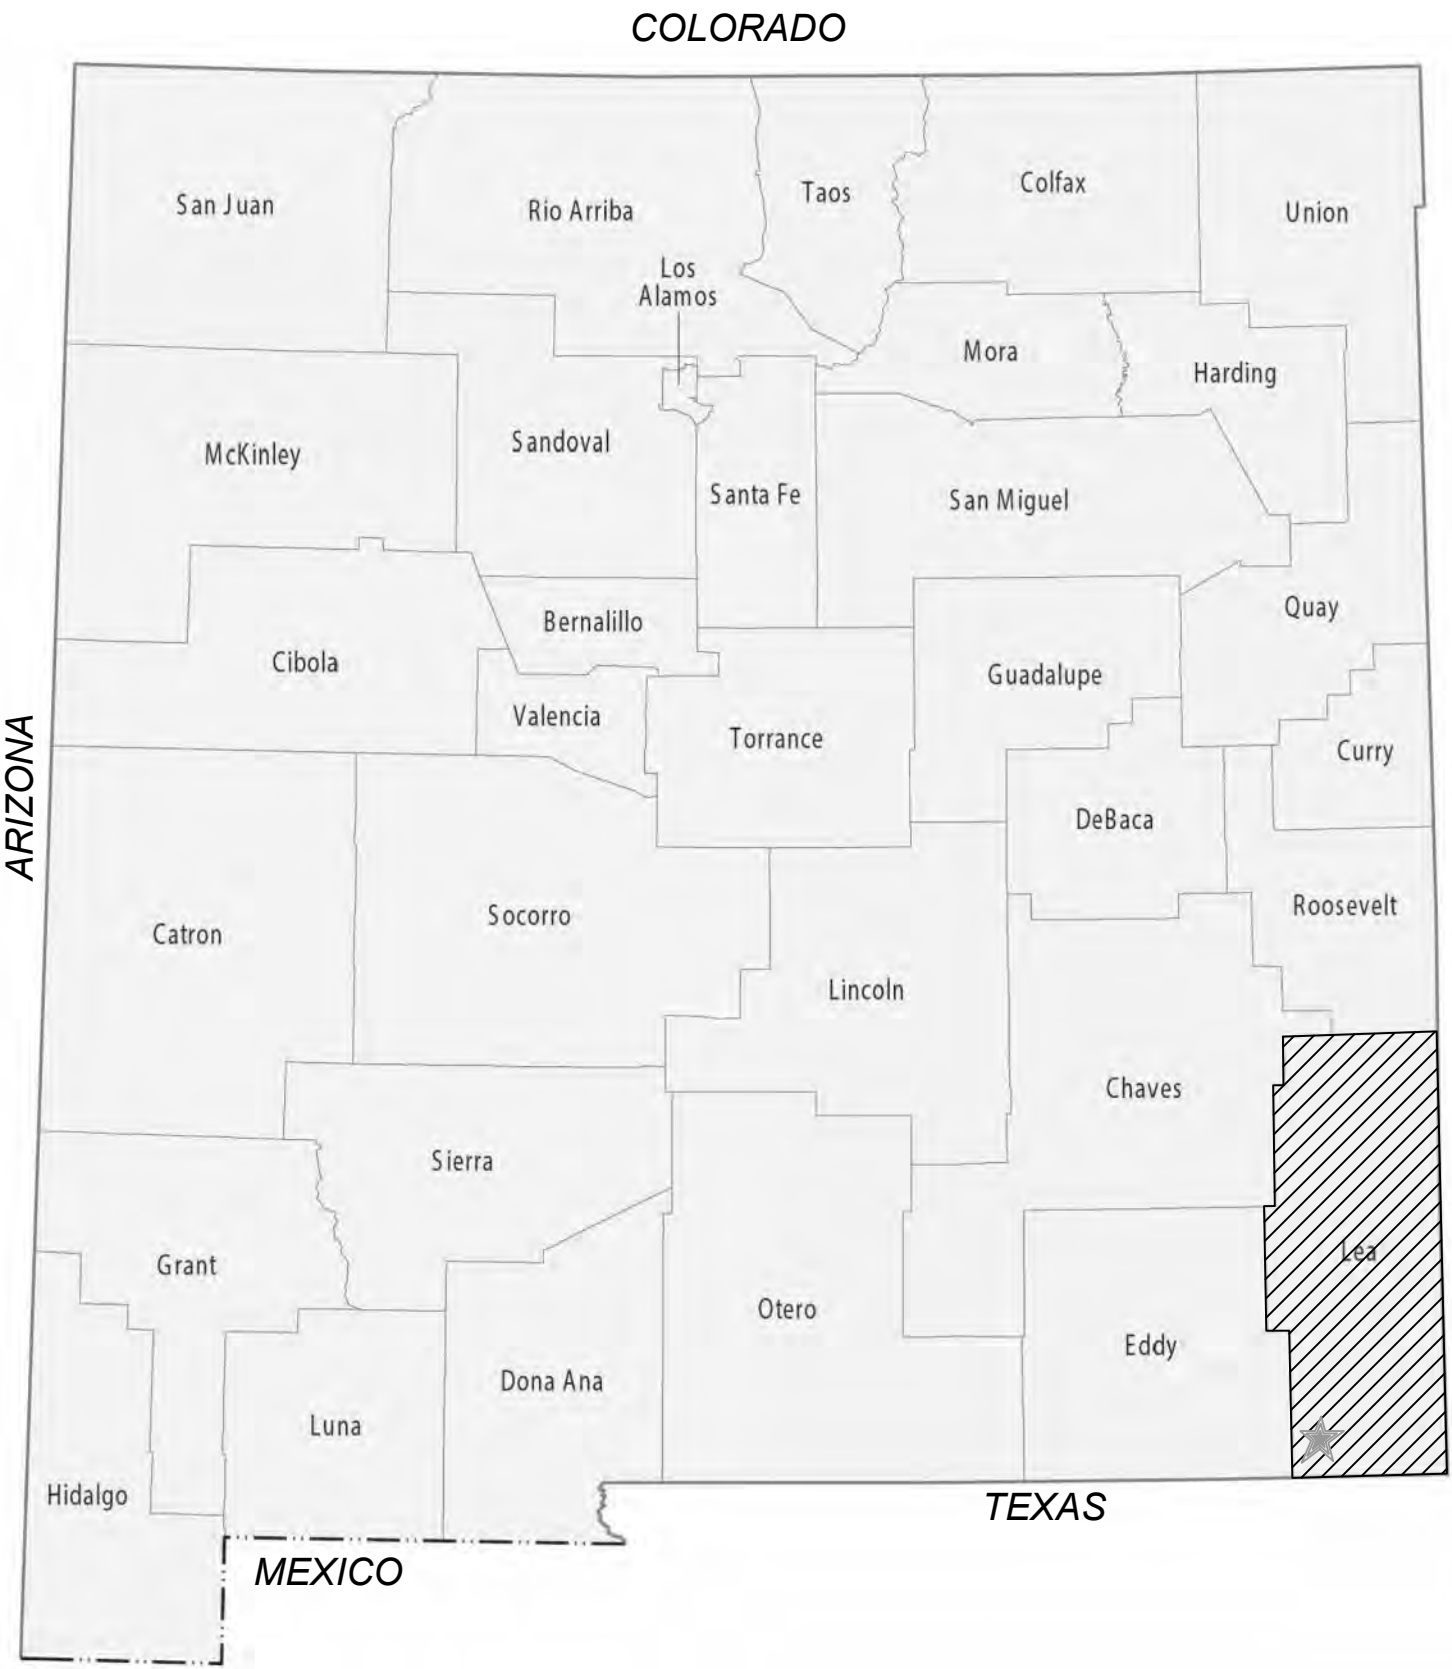 COLORADO
San Juan
Rio Arriba
Taos
Colfax
Union
Los
Alamos
Mora
Harding
McKinley
Sandoval
Santa Fe
San Miguel
Bernalillo
Quay
Cibola
Guadalupe
Valencia
Torrance
Curry
ARIZONA
DeBaca
Catron
Socorro
Roosevelt
Lincoln
Chaves
Sierra
Lea
Grant
Otero
Eddy
Dona Ana
Luna
Hidalgo
TEXAS
MEXICO